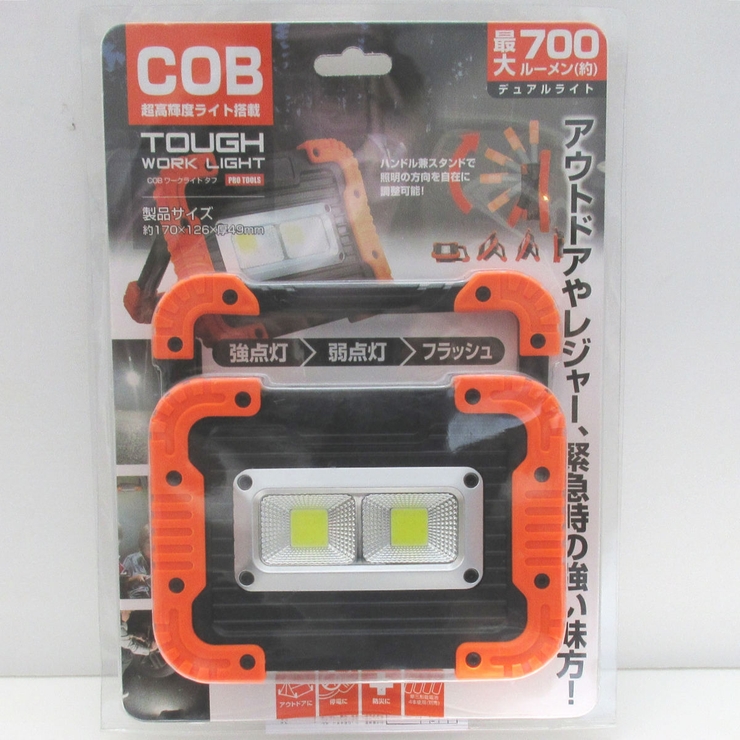 COB
超高輝度ライト搭載
TOUGH
WORK LIGHT
COB ワークライト タフ PRO TOOLS
製品サイズ
約170×126×厚49mm
最大700
ルーメン(約)
デュアルライト
ハンドル兼スタンドで
照明の方向を自在に
調整可能!
アウトドアやレジャー、緊急時の強い味方!
強点灯 弱点灯 フラッシュ
アウトドアに
停電に
防災に